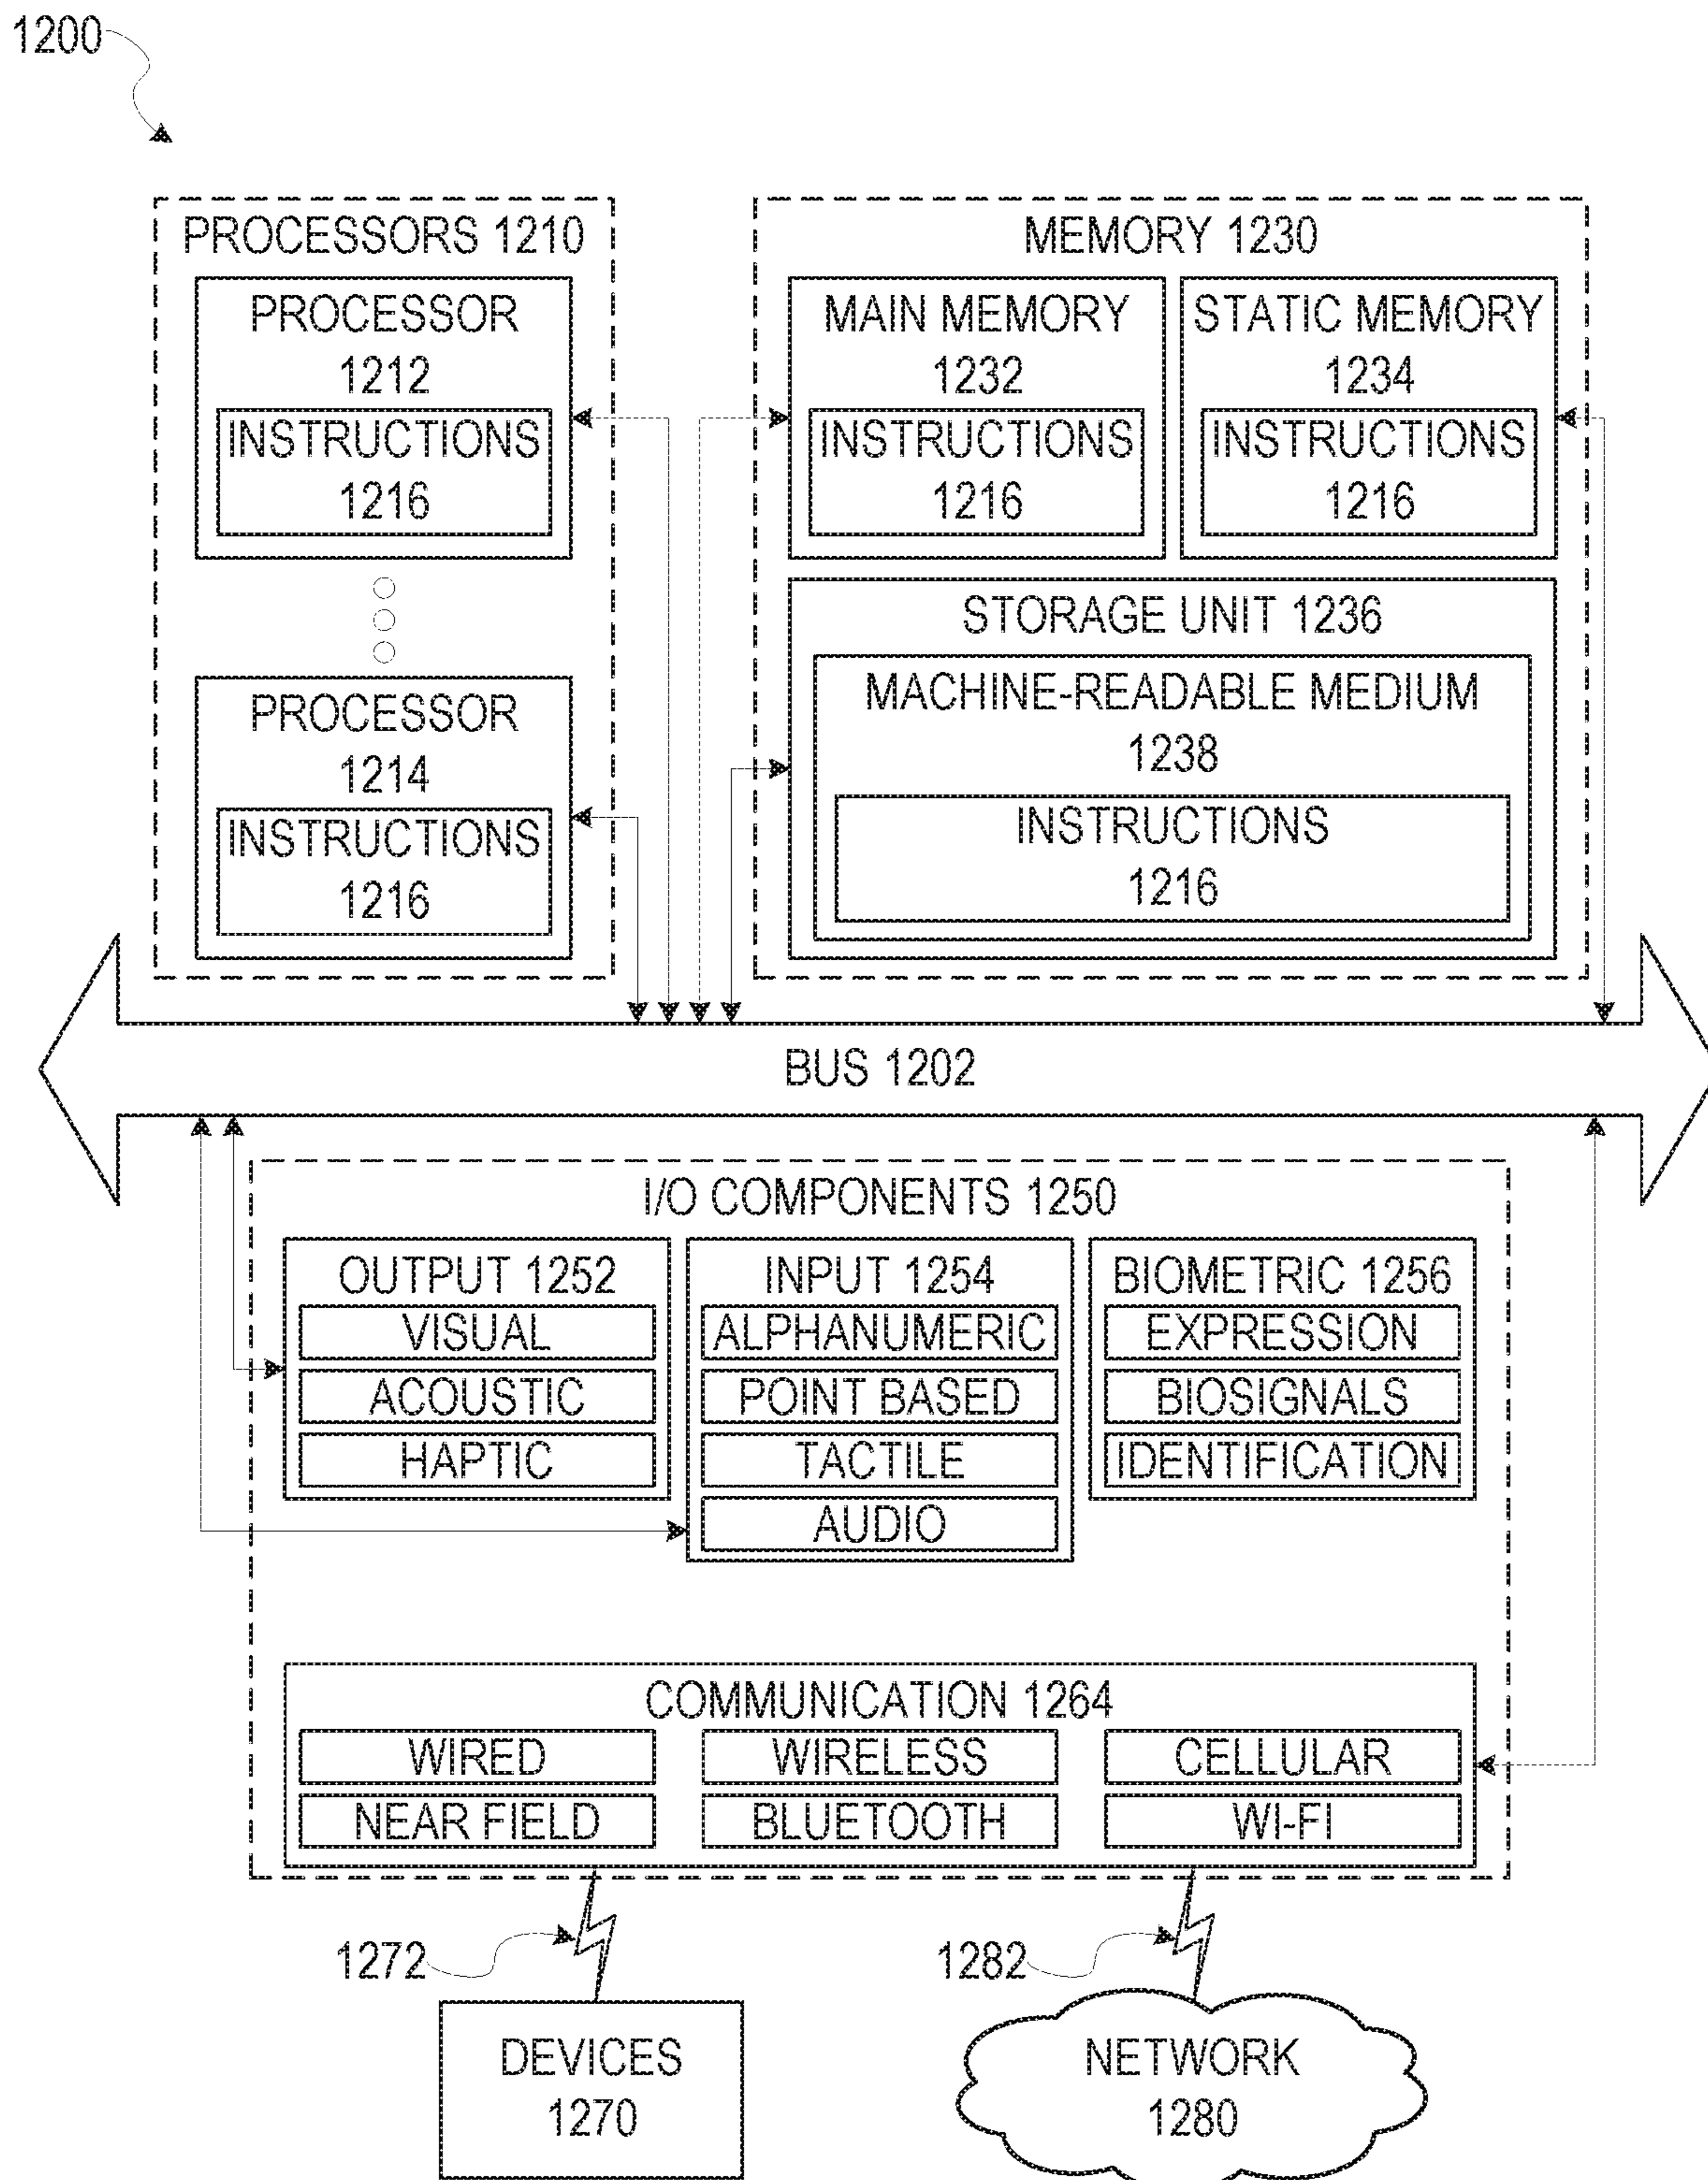 1200
PROCESSORS 1210
PROCESSOR
1212
INSTRUCTIONS
1216
PROCESSOR
1214
INSTRUCTIONS
1216
MEMORY 1230
MAIN MEMORY
1232
INSTRUCTIONS
1216
STATIC MEMORY
1234
INSTRUCTIONS
1216
STORAGE UNIT 1236
MACHINE-READABLE MEDIUM
1238
INSTRUCTIONS
1216
BUS 1202
I/O COMPONENTS 1250
OUTPUT 1252
VISUAL
ACOUSTIC
HAPTIC
INPUT 1254
ALPHANUMERIC
POINT BASED
TACTILE
AUDIO
BIOMETRIC 1256
EXPRESSION
BIOSIGNALS
IDENTIFICATION
COMMUNICATION 1264
WIRED
WIRELESS
CELLULAR
NEAR FIELD
BLUETOOTH
WI-FI
1272
1282
DEVICES
1270
NETWORK
1280